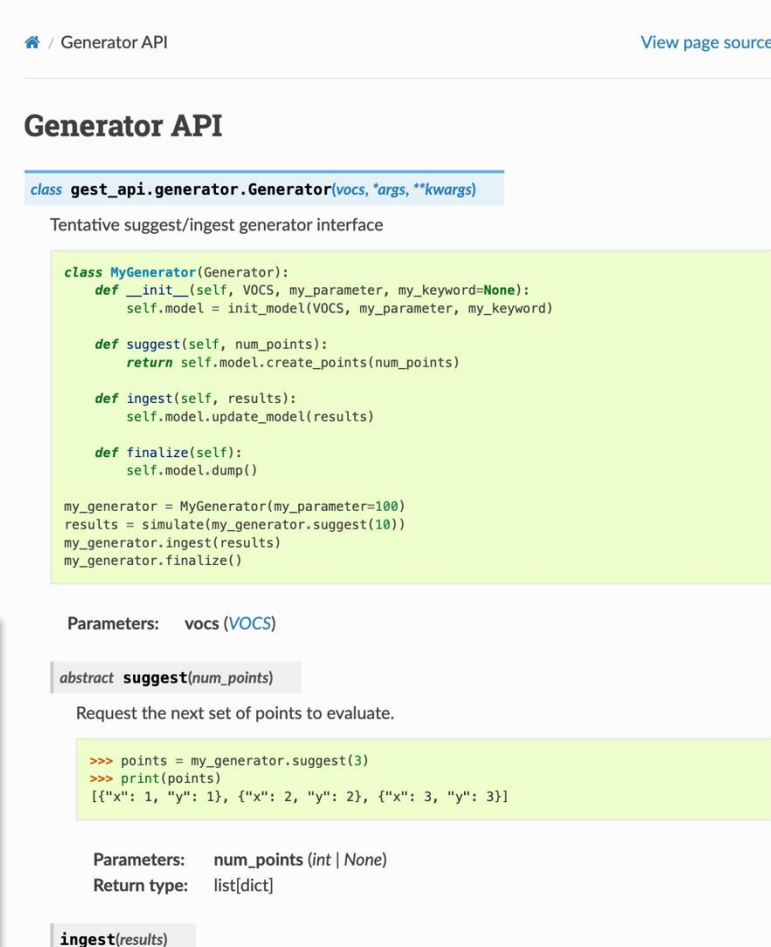 / Generator API
View page source
Generator API
class gest_api.generator.Generator(vocs, *args, **kwargs)
Tentative suggest/ingest generator interface
class MyGenerator(Generator):
    def __init__(self, VOCS, my_parameter, my_keyword=None):
        self.model = init_model(VOCS, my_parameter, my_keyword)
    def suggest(self, num_points):
        return self.model.create_points(num_points)
    def ingest(self, results):
        self.model.update_model(results)
    def finalize(self):
        self.model.dump()
my_generator = MyGenerator(my_parameter=100)
results = simulate(my_generator.suggest(10))
my_generator.ingest(results)
my_generator.finalize()
Parameters: vocs (VOCS)
abstract suggest(num_points)
Request the next set of points to evaluate.
>>> points = my_generator.suggest(3)
>>> print(points)
[{"x": 1, "y": 1}, {"x": 2, "y": 2}, {"x": 3, "y": 3}]
Parameters: num_points (int | None)
Return type: list[dict]
ingest(results)